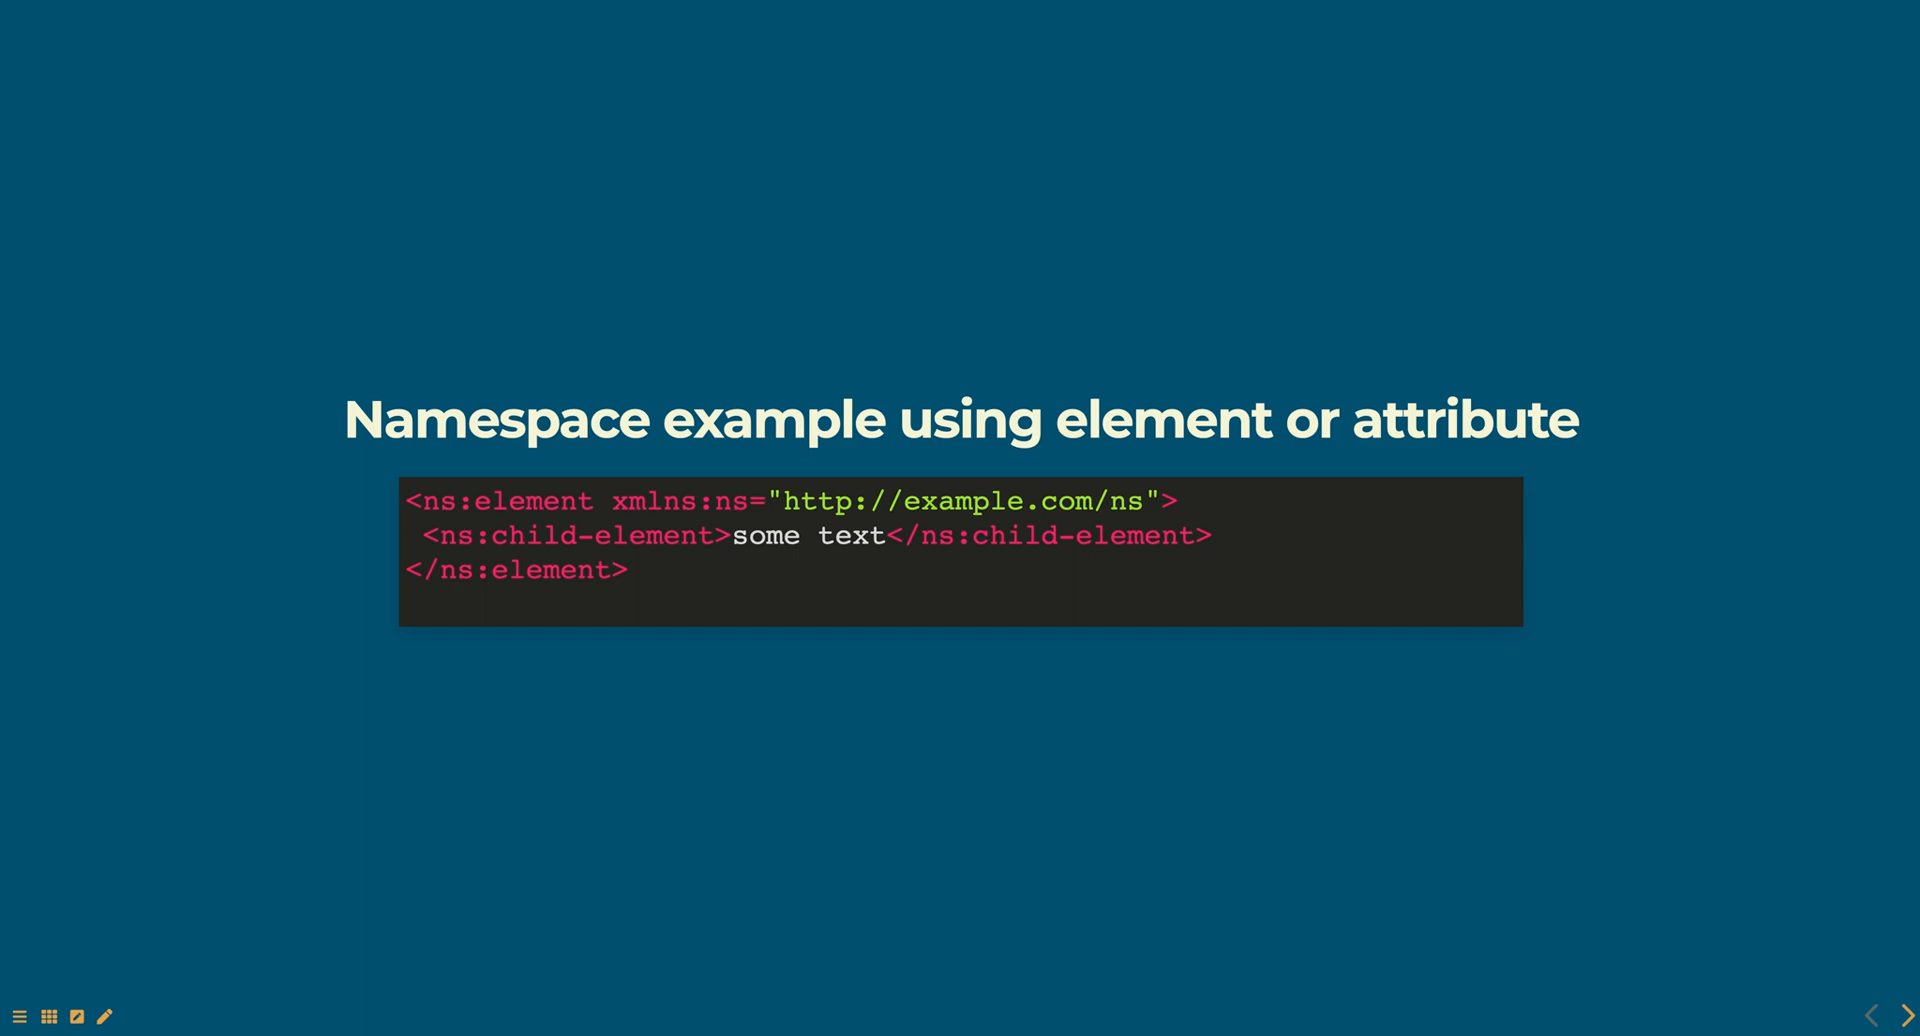 Namespace example using element or attribute
<ns:element xmlns:ns="http://example.com/ns">
 <ns:child-element>some text</ns:child-element>
</ns:element>